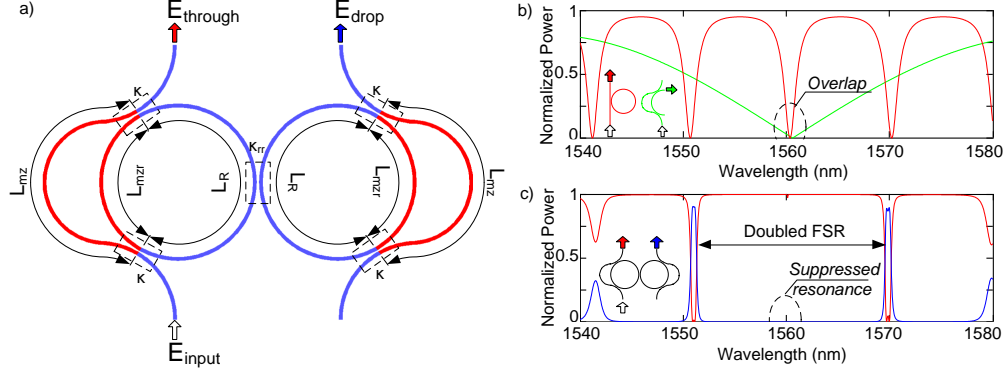 a)
E_through
E_drop
κ
κ
κ_rr
L_mz
L_mzr
L_R
L_R
L_mzr
L_mz
κ
κ
E_input
b)
Normalized Power
1
0.5
0
Overlap
1540 1550 1560 1570 1580
Wavelength (nm)
c)
Normalized Power
1
0.5
0
Doubled FSR
Suppressed
resonance
1540 1550 1560 1570 1580
Wavelength (nm)